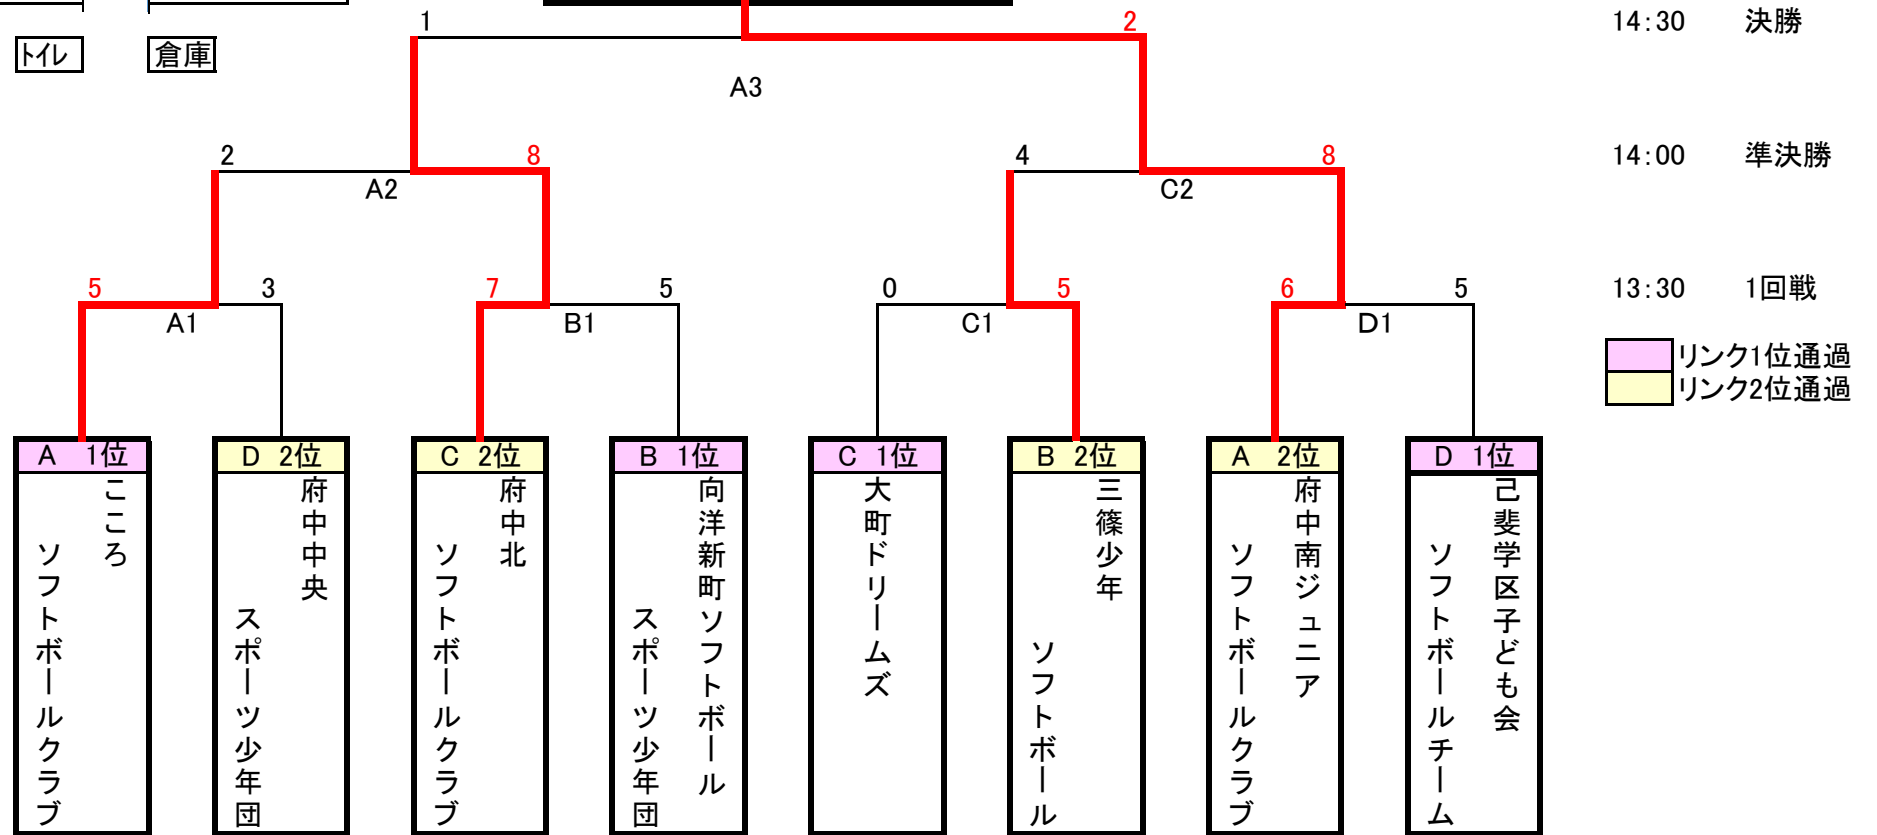 1
2
14:30 決勝
トイレ
倉庫
A3
2
8
4
8
14:00 準決勝
A2
C2
5
3
7
5
0
5
6
5
13:30 1回戦
A1
B1
C1
D1
リンク1位通過
リンク2位通過
A 1位
D 2位
C 2位
B 1位
C 1位
B 2位
A 2位
D 1位
こころ
ソフトボールクラブ
府中中央
スポーツ少年団
府中北
ソフトボールクラブ
向洋新町ソフトボール
スポーツ少年団
大町ドリームズ
三篠少年
ソフトボール
府中南ジュニア
ソフトボールクラブ
己斐学区子ども会
ソフトボールチーム